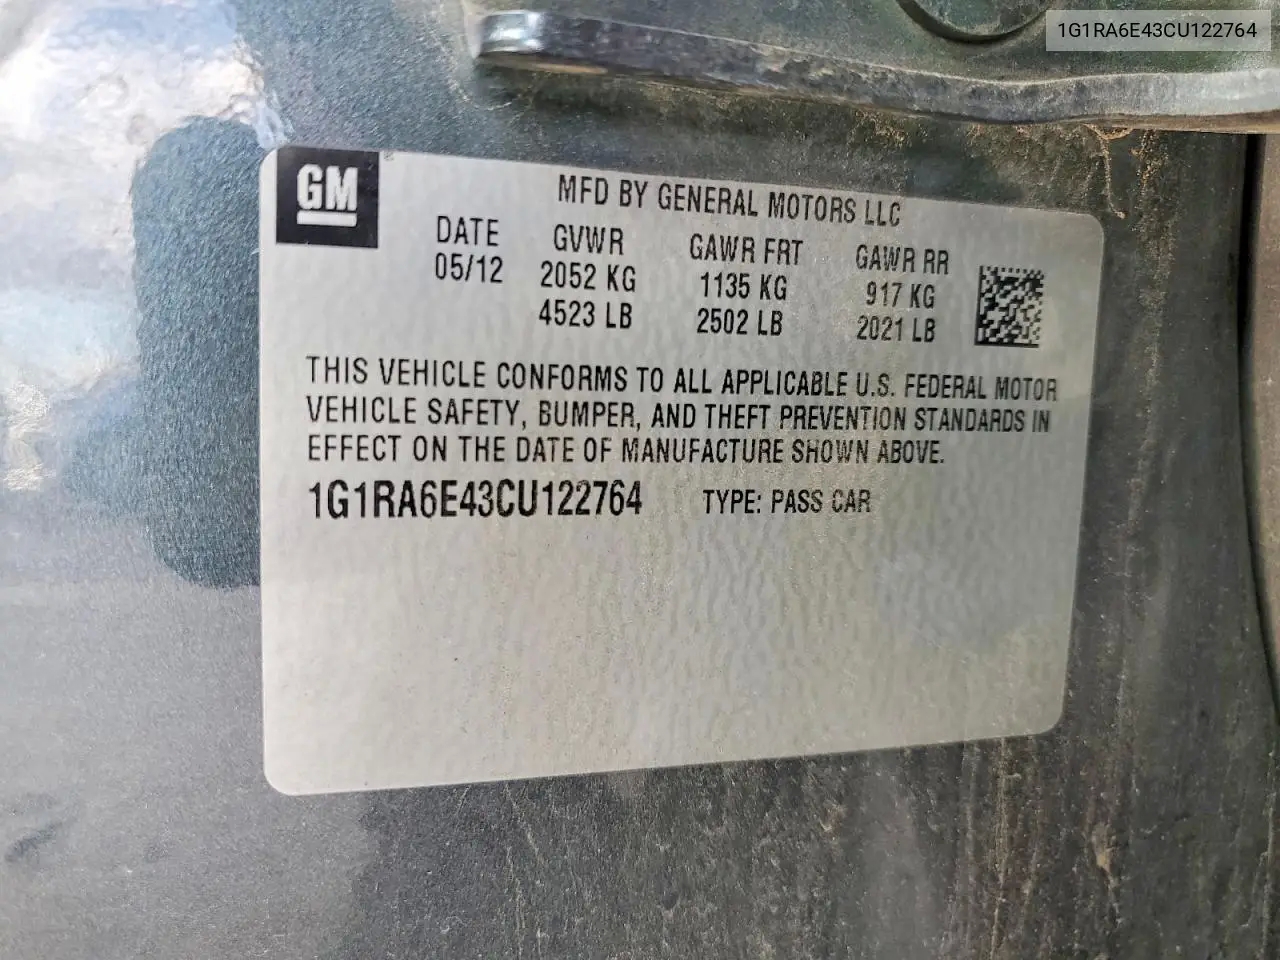 1G1RA6E43CU122764
GM
MFD BY GENERAL MOTORS LLC
DATE GVWR GAWR FRT GAWR RR
05/12 2052 KG 1135 KG 917 KG
4523 LB 2502 LB 2021 LB
THIS VEHICLE CONFORMS TO ALL APPLICABLE U.S. FEDERAL MOTOR
VEHICLE SAFETY, BUMPER, AND THEFT PREVENTION STANDARDS IN
EFFECT ON THE DATE OF MANUFACTURE SHOWN ABOVE.
1G1RA6E43CU122764 TYPE: PASS CAR